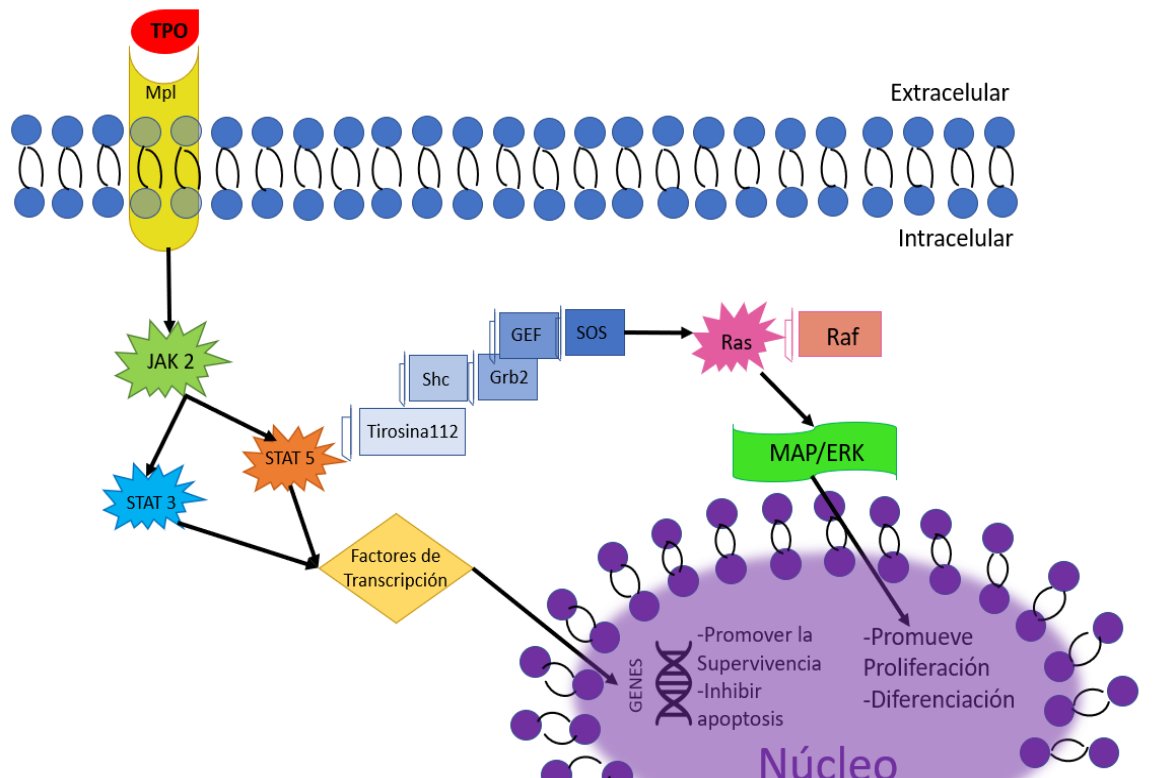 TPO
Mpl
Extracelular
Intracelular
JAK 2
STAT 3
STAT 5
Tirosina112
Shc
Grb2
GEF
SOS
Ras
Raf
MAP/ERK
Factores de
Transcripción
GENES
-Promover la
Supervivencia
-Inhibir
apoptosis
-Promueve
Proliferación
-Diferenciación
Núcleo